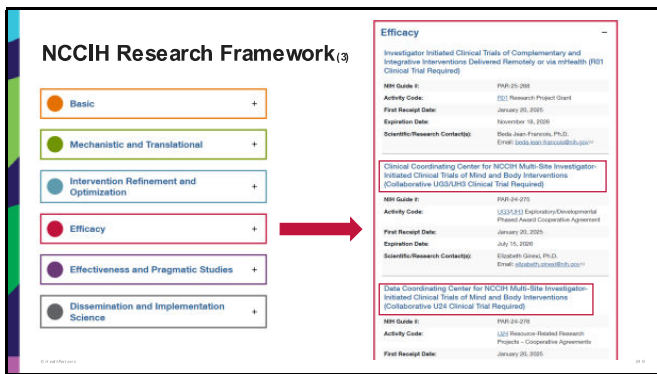 NCCIH Research Framework(3)
Basic +
Mechanistic and Translational +
Intervention Refinement and
Optimization +
Efficacy +
Effectiveness and Pragmatic Studies +
Dissemination and Implementation
Science +
Efficacy –
Investigator Initiated Clinical Trials of Complementary and
Integrative Interventions Delivered Remotely or via mHealth (R01
Clinical Trial Required)
NIH Guide #: PAR-25-268
Activity Code: R01 Research Project Grant
First Receipt Date: January 20, 2025
Expiration Date: November 18, 2026
Scientific/Research Contact(s): Beda Jean-Francois, Ph.D.
Email: beda.jean-francois@nih.gov
Clinical Coordinating Center for NCCIH Multi-Site Investigator-
Initiated Clinical Trials of Mind and Body Interventions
(Collaborative UG3/UH3 Clinical Trial Required)
NIH Guide #: PAR-24-275
Activity Code: UG3/UH3 Exploratory/Developmental
Phased Award Cooperative Agreement
First Receipt Date: January 20, 2025
Expiration Date: July 15, 2026
Scientific/Research Contact(s): Elizabeth Ginexi, Ph.D.
Email: elizabeth.ginexi@nih.gov
Data Coordinating Center for NCCIH Multi-Site Investigator-
Initiated Clinical Trials of Mind and Body Interventions
(Collaborative U24 Clinical Trial Required)
NIH Guide #: PAR-24-276
Activity Code: U24 Resource-Related Research
Projects – Cooperative Agreements
First Receipt Date: January 20, 2025